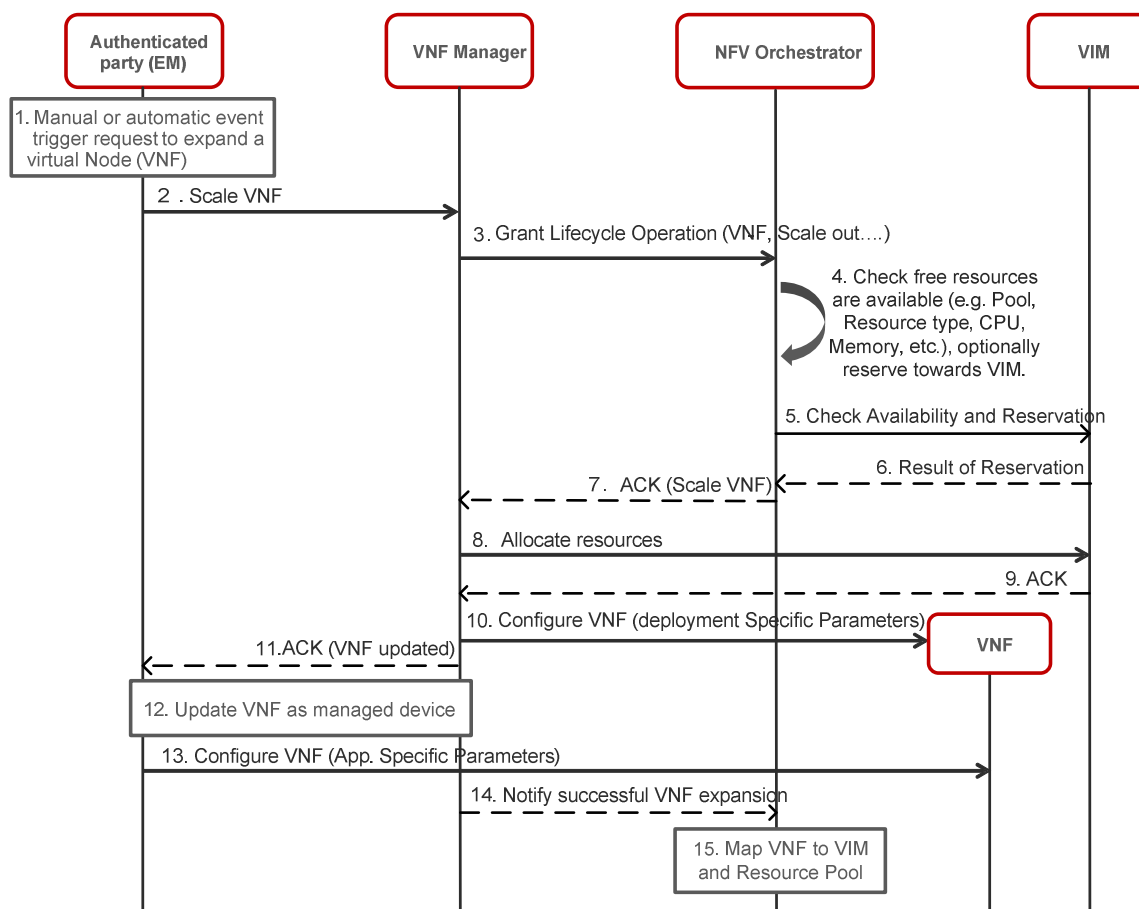 Authenticated
party (EM)
VNF Manager
NFV Orchestrator
VIM
1. Manual or automatic event
trigger request to expand a
virtual Node (VNF)
2 . Scale VNF
3. Grant Lifecycle Operation (VNF, Scale out....)
4. Check free resources
are available (e.g. Pool,
Resource type, CPU,
Memory, etc.), optionally
reserve towards VIM.
5. Check Availability and Reservation
6. Result of Reservation
7. ACK (Scale VNF)
8. Allocate resources
9. ACK
10. Configure VNF (deployment Specific Parameters)
VNF
11.ACK (VNF updated)
12. Update VNF as managed device
13. Configure VNF (App. Specific Parameters)
14. Notify successful VNF expansion
15. Map VNF to VIM
and Resource Pool